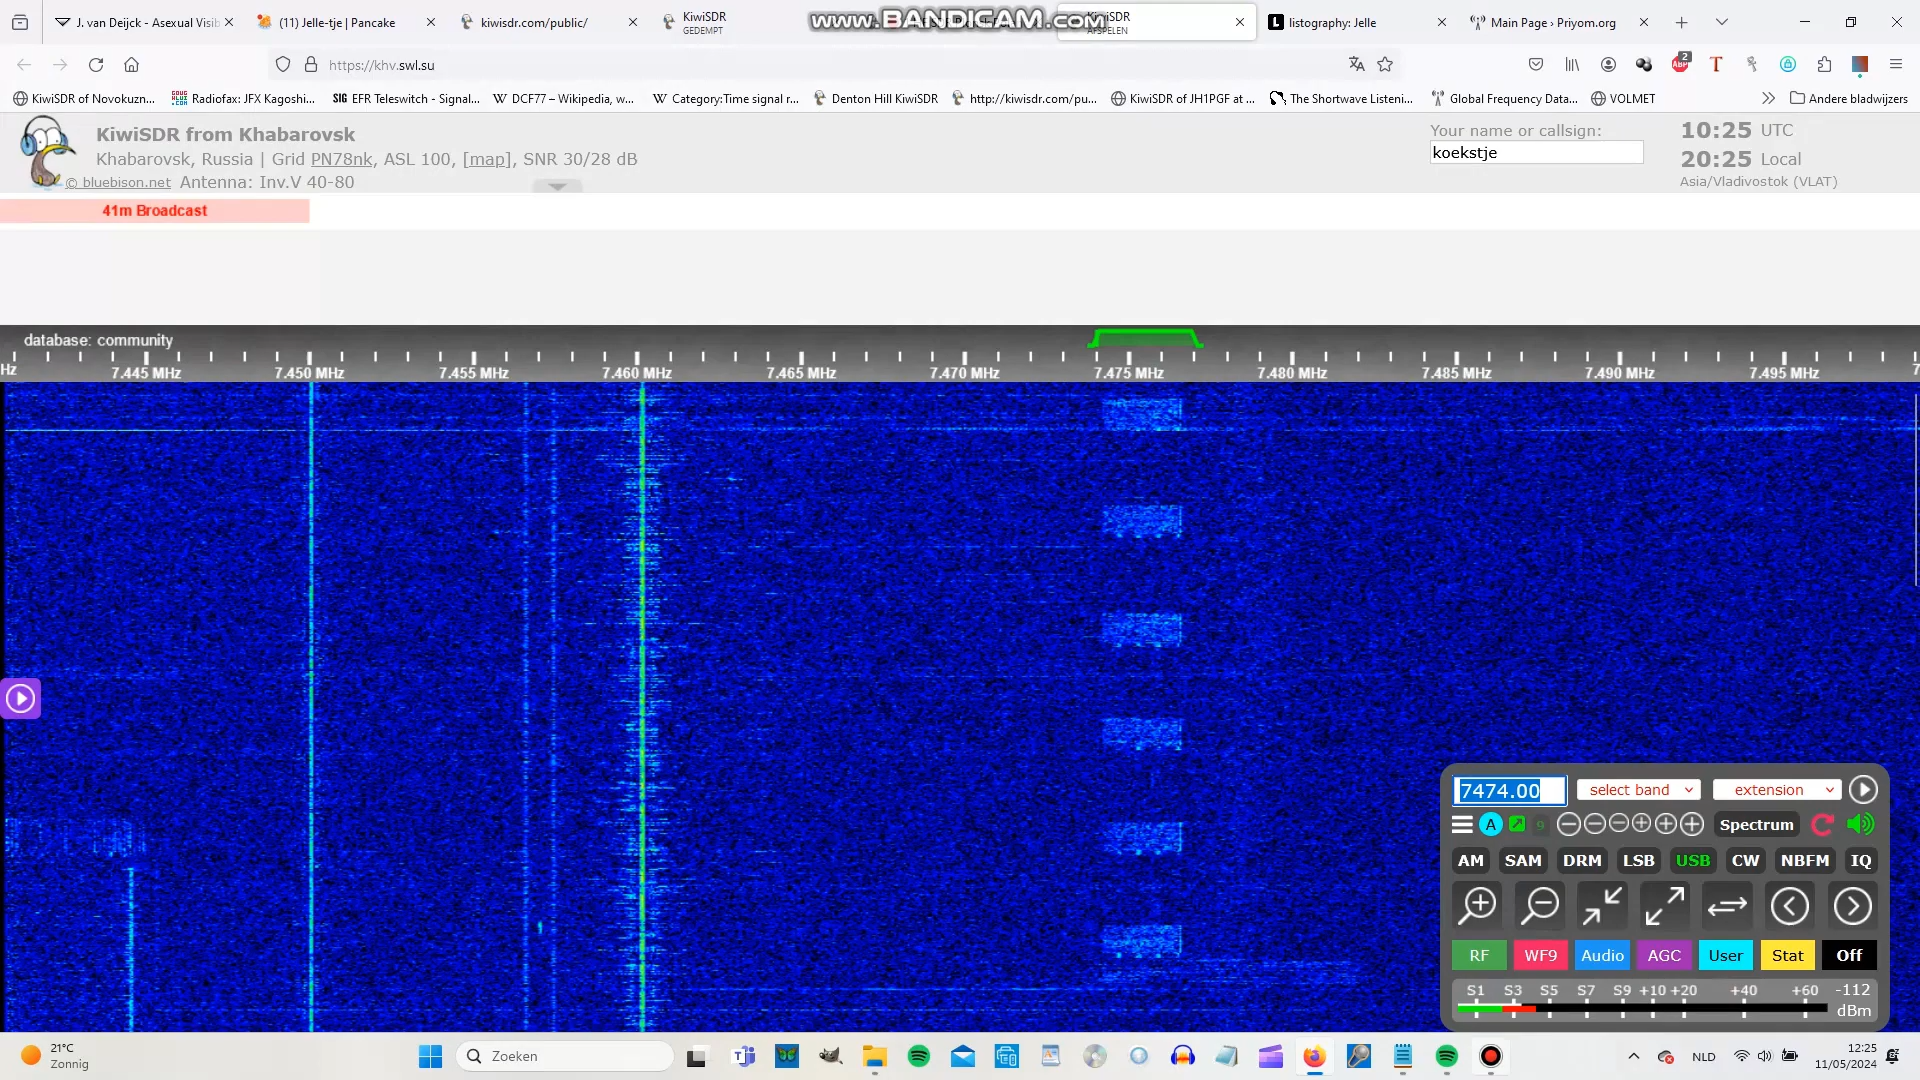 J. van Deijck - Asexual Visib
(11) Jelle-tje | Pancake
kiwisdr.com/public/
KiwiSDR
GEDEMPT
www.BANDICAM.com
KiwiSDR
AFSPELEN
listography: Jelle
Main Page › Priyom.org
https://khv.swl.su
2
ABP
T
KiwiSDR of Novokuzn...
Radiofax: JFX Kagoshi...
SIG EFR Teleswitch - Signal...
W DCF77 – Wikipedia, w...
W Category:Time signal r...
Denton Hill KiwiSDR
http://kiwisdr.com/pu...
KiwiSDR of JH1PGF at ...
The Shortwave Listeni...
Global Frequency Data...
VOLMET
Andere bladwijzers
KiwiSDR from Khabarovsk
Khabarovsk, Russia | Grid PN78nk, ASL 100, [map], SNR 30/28 dB
© bluebison.net Antenna: Inv.V 40-80
Your name or callsign:
koekstje
10:25 UTC
20:25 Local
Asia/Vladivostok (VLAT)
41m Broadcast
database: community
Hz 7.445 MHz 7.450 MHz 7.455 MHz 7.460 MHz 7.465 MHz 7.470 MHz 7.475 MHz 7.480 MHz 7.485 MHz 7.490 MHz 7.495 MHz 7
7474.00 select band extension
A 9 Spectrum
AM SAM DRM LSB USB CW NBFM IQ
RF WF9 Audio AGC User Stat Off
S1 S3 S5 S7 S9 +10 +20 +40 +60 -112
dBm
21°C
Zonnig
Zoeken
NLD
12:25
11/05/2024